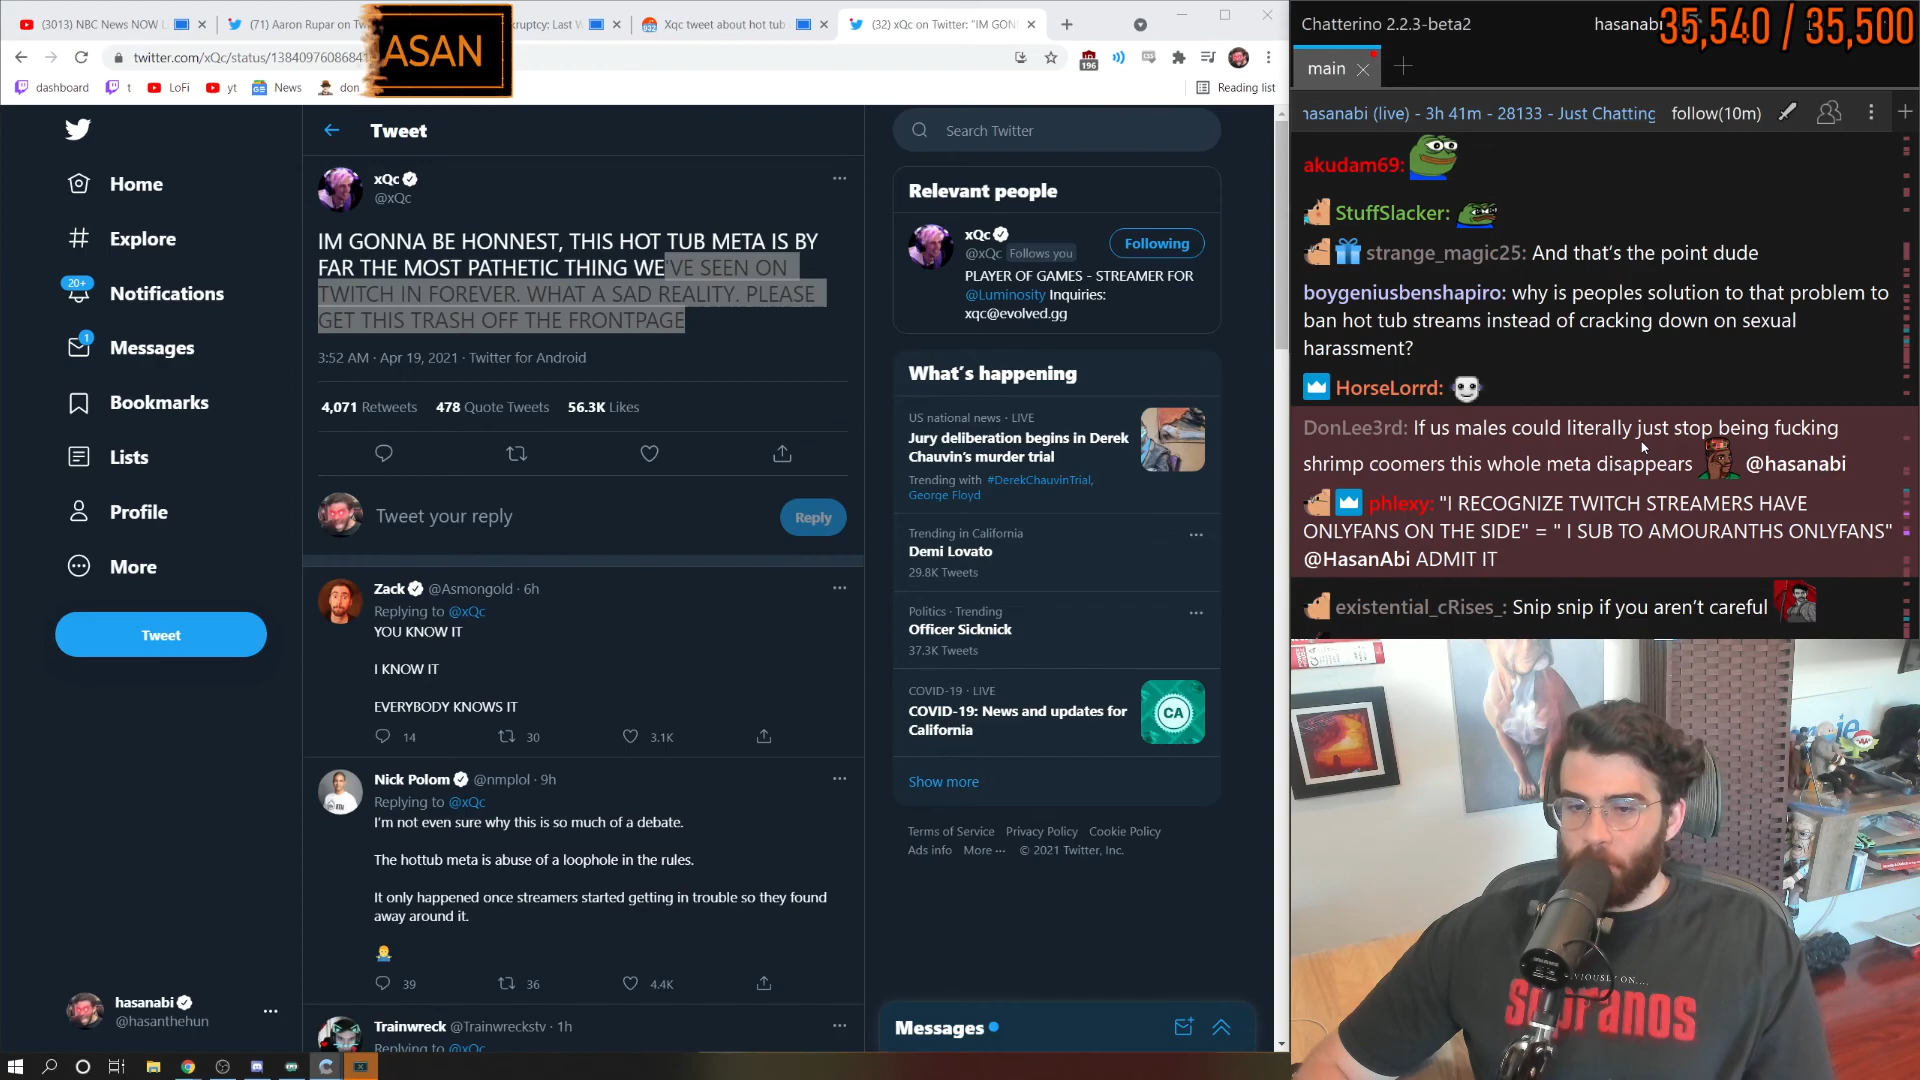 (3013) NBC News NOW L
(71) Aaron Rupar on Tw
kruptcy: Last W
Xqc tweet about hot tub
(32) xQc on Twitter: "IM GON
twitter.com/xQc/status/13840976086841
ASAN
196
dashboard
t
LoFi
yt
News
don
Reading list
Home
Explore
20+
Notifications
1
Messages
Bookmarks
Lists
Profile
More
Tweet
hasanabi
@hasanthehun
Tweet
xQc
@xQc
IM GONNA BE HONNEST, THIS HOT TUB META IS BY
FAR THE MOST PATHETIC THING WE'VE SEEN ON
TWITCH IN FOREVER. WHAT A SAD REALITY. PLEASE
GET THIS TRASH OFF THE FRONTPAGE
3:52 AM · Apr 19, 2021 · Twitter for Android
4,071 Retweets 478 Quote Tweets 56.3K Likes
Tweet your reply
Reply
Zack @Asmongold · 6h
Replying to @xQc
YOU KNOW IT
I KNOW IT
EVERYBODY KNOWS IT
14 30 3.1K
Nick Polom @nmplol · 9h
Replying to @xQc
I'm not even sure why this is so much of a debate.
The hottub meta is abuse of a loophole in the rules.
It only happened once streamers started getting in trouble so they found
away around it.
39 36 4.4K
Trainwreck @Trainwreckstv · 1h
Replying to @xQc
Search Twitter
Relevant people
xQc
@xQc Follows you
Following
PLAYER OF GAMES - STREAMER FOR
@Luminosity Inquiries:
xqc@evolved.gg
What's happening
US national news · LIVE
Jury deliberation begins in Derek
Chauvin's murder trial
Trending with #DerekChauvinTrial,
George Floyd
Trending in California
Demi Lovato
29.8K Tweets
Politics · Trending
Officer Sicknick
37.3K Tweets
COVID-19 · LIVE
COVID-19: News and updates for
California
CA
Show more
Terms of Service Privacy Policy Cookie Policy
Ads info More ··· © 2021 Twitter, Inc.
Messages
Chatterino 2.2.3-beta2
hasanabi
35,540 / 35,500
main
hasanabi (live) - 3h 41m - 28133 - Just Chatting
follow(10m)
akudam69:
StuffSlacker:
strange_magic25: And that's the point dude
boygeniusbenshapiro: why is peoples solution to that problem to
ban hot tub streams instead of cracking down on sexual
harassment?
HorseLorrd:
DonLee3rd: If us males could literally just stop being fucking
shrimp coomers this whole meta disappears @hasanabi
phlexy: "I RECOGNIZE TWITCH STREAMERS HAVE
ONLYFANS ON THE SIDE" = " I SUB TO AMOURANTHS ONLYFANS"
@HasanAbi ADMIT IT
existential_cRises_: Snip snip if you aren't careful
Sopranos